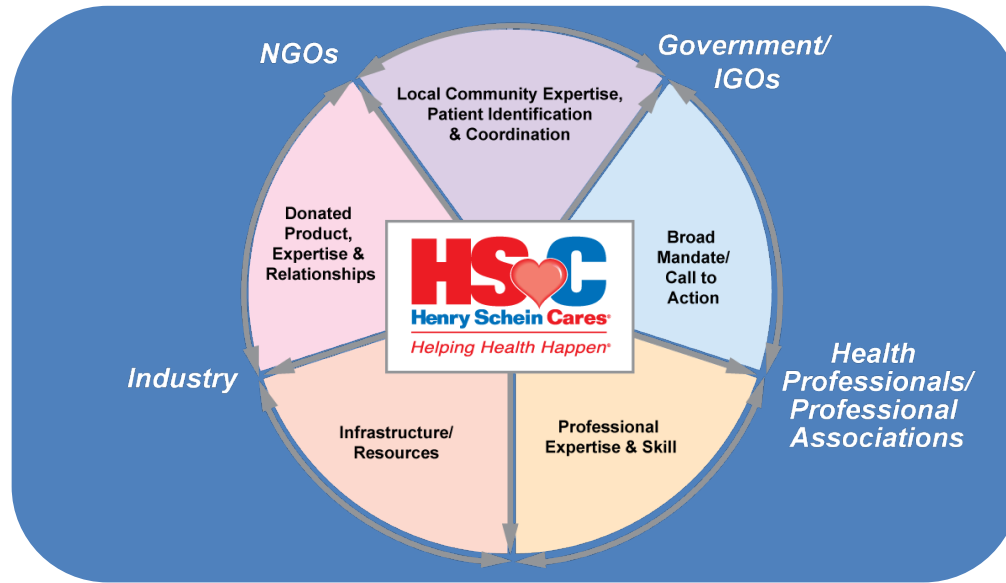 NGOs
Government/
IGOs
Local Community Expertise,
Patient Identification
& Coordination
Donated
Product,
Expertise &
Relationships
Broad
Mandate/
Call to
Action
HSC
Henry Schein Cares®
Helping Health Happen®
Industry
Health
Professionals/
Professional
Associations
Infrastructure/
Resources
Professional
Expertise & Skill